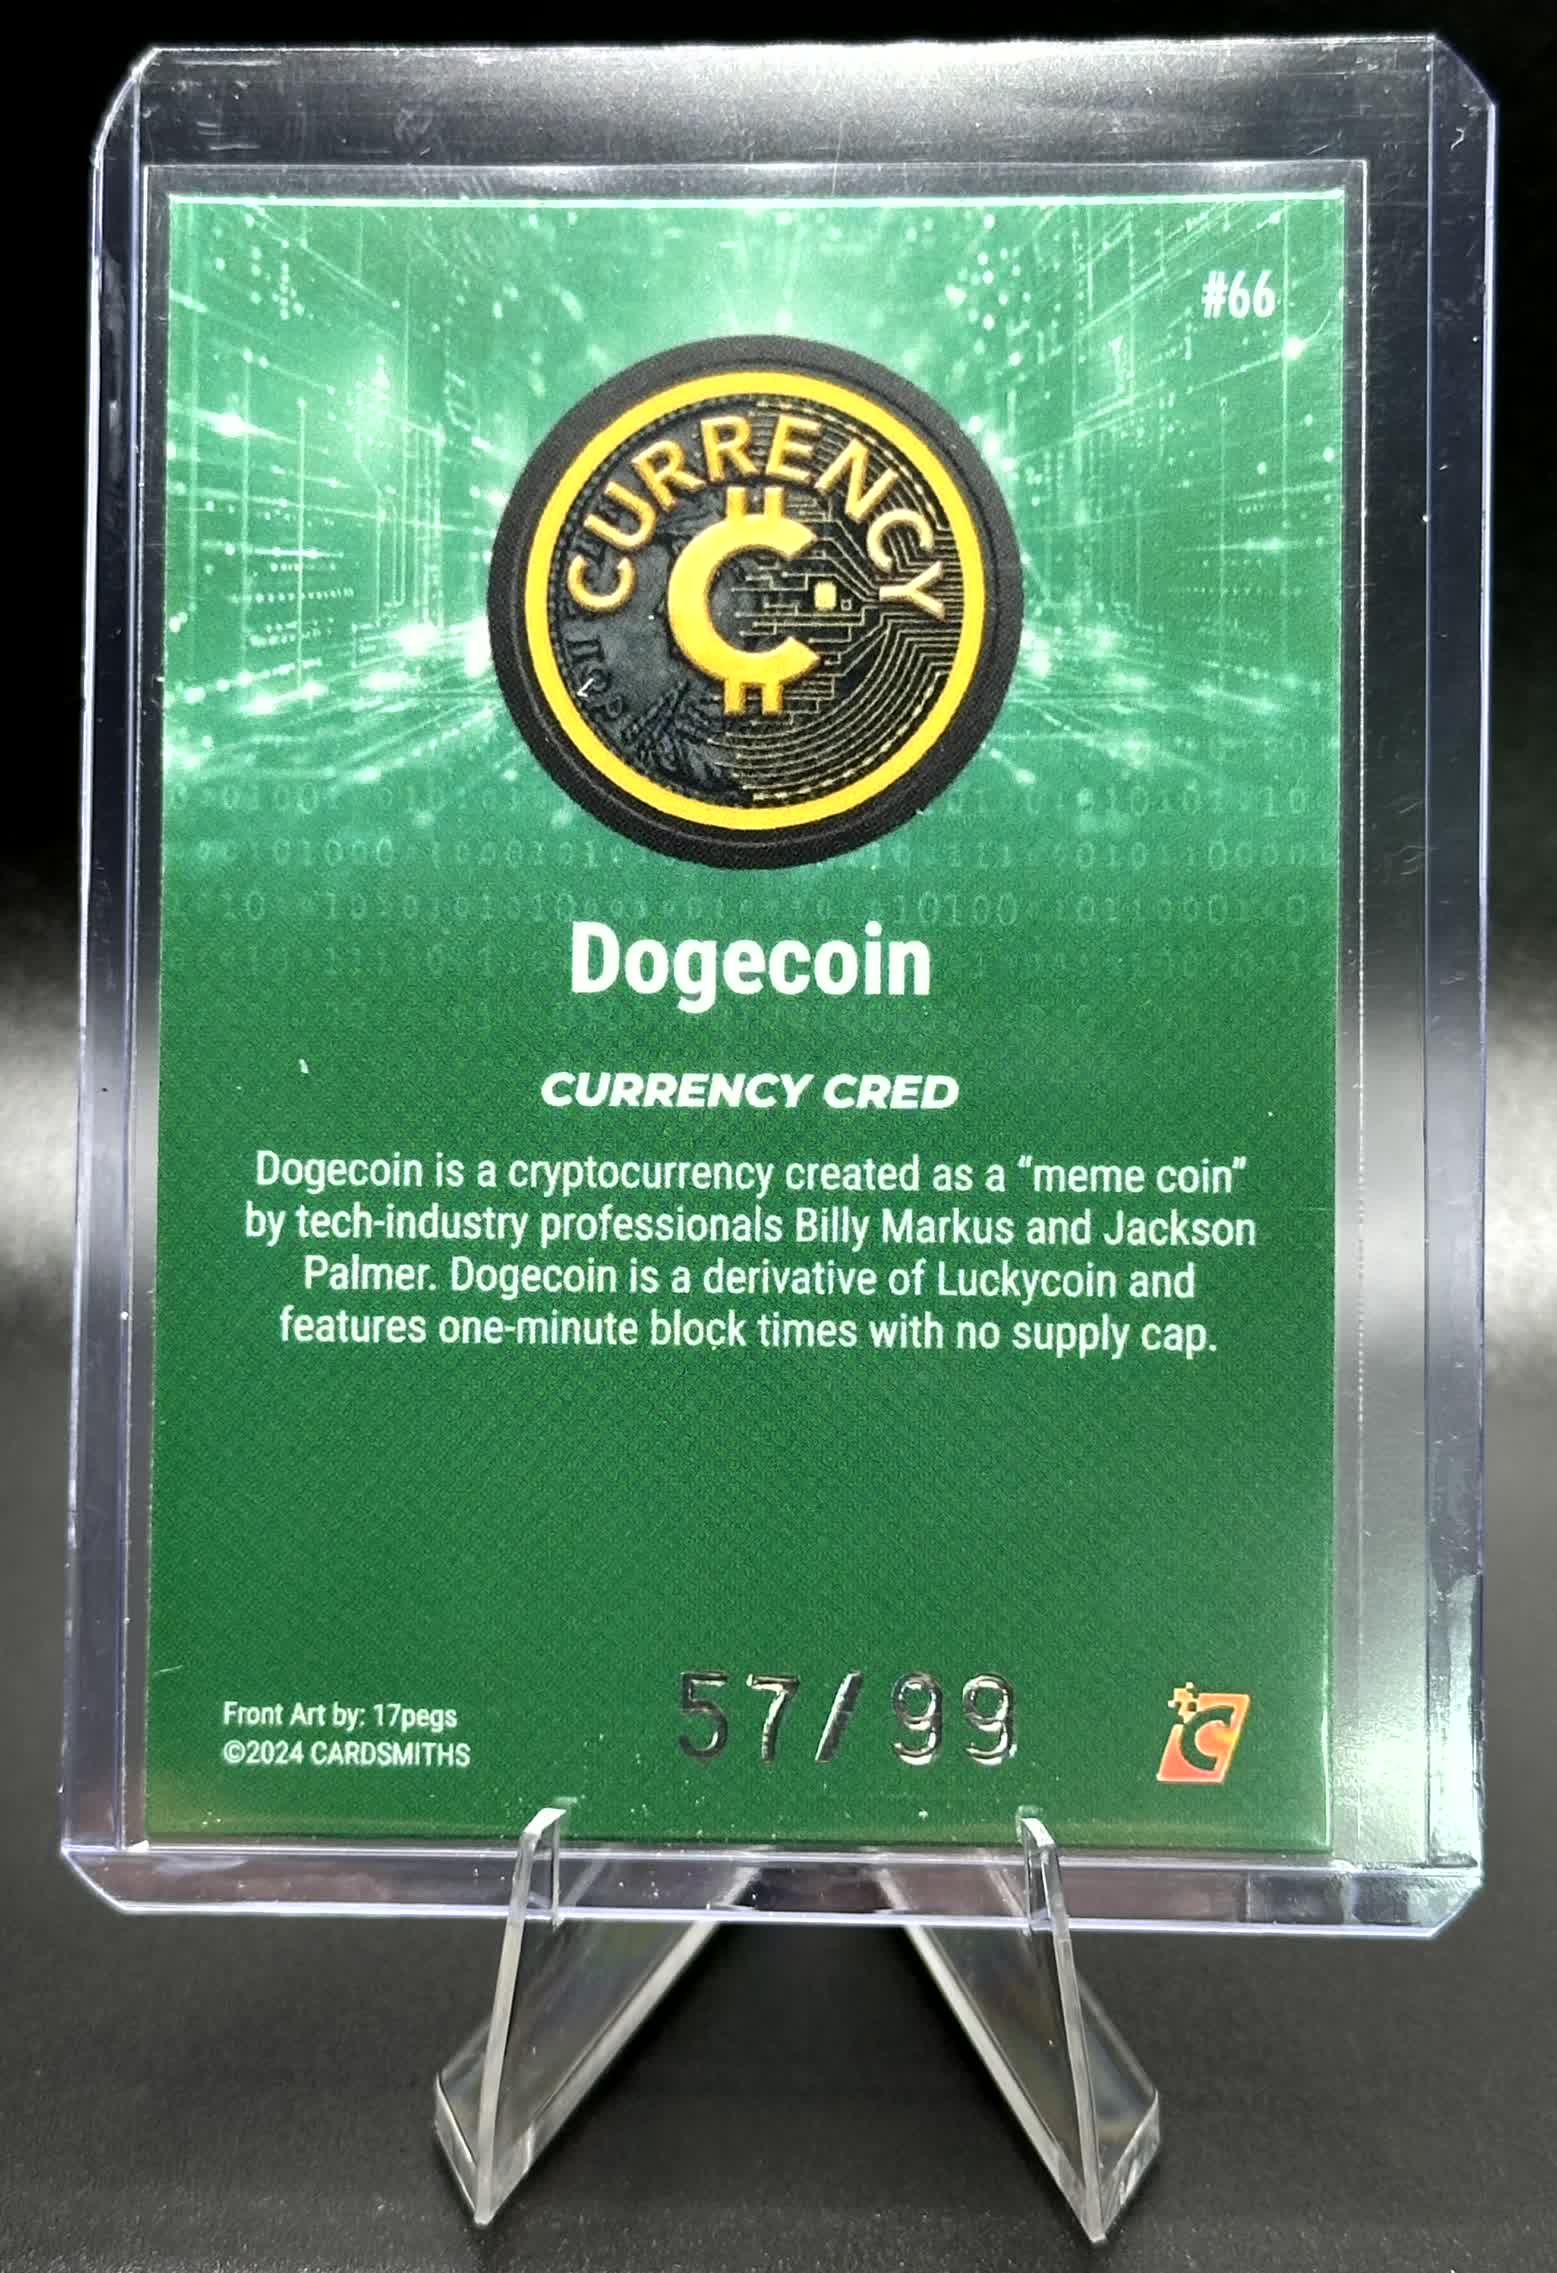 #66
CURRENCY
Dogecoin
CURRENCY CRED
Dogecoin is a cryptocurrency created as a “meme coin”
by tech-industry professionals Billy Markus and Jackson
Palmer. Dogecoin is a derivative of Luckycoin and
features one-minute block times with no supply cap.
57/99
Front Art by: 17pegs
©2024 CARDSMITHS